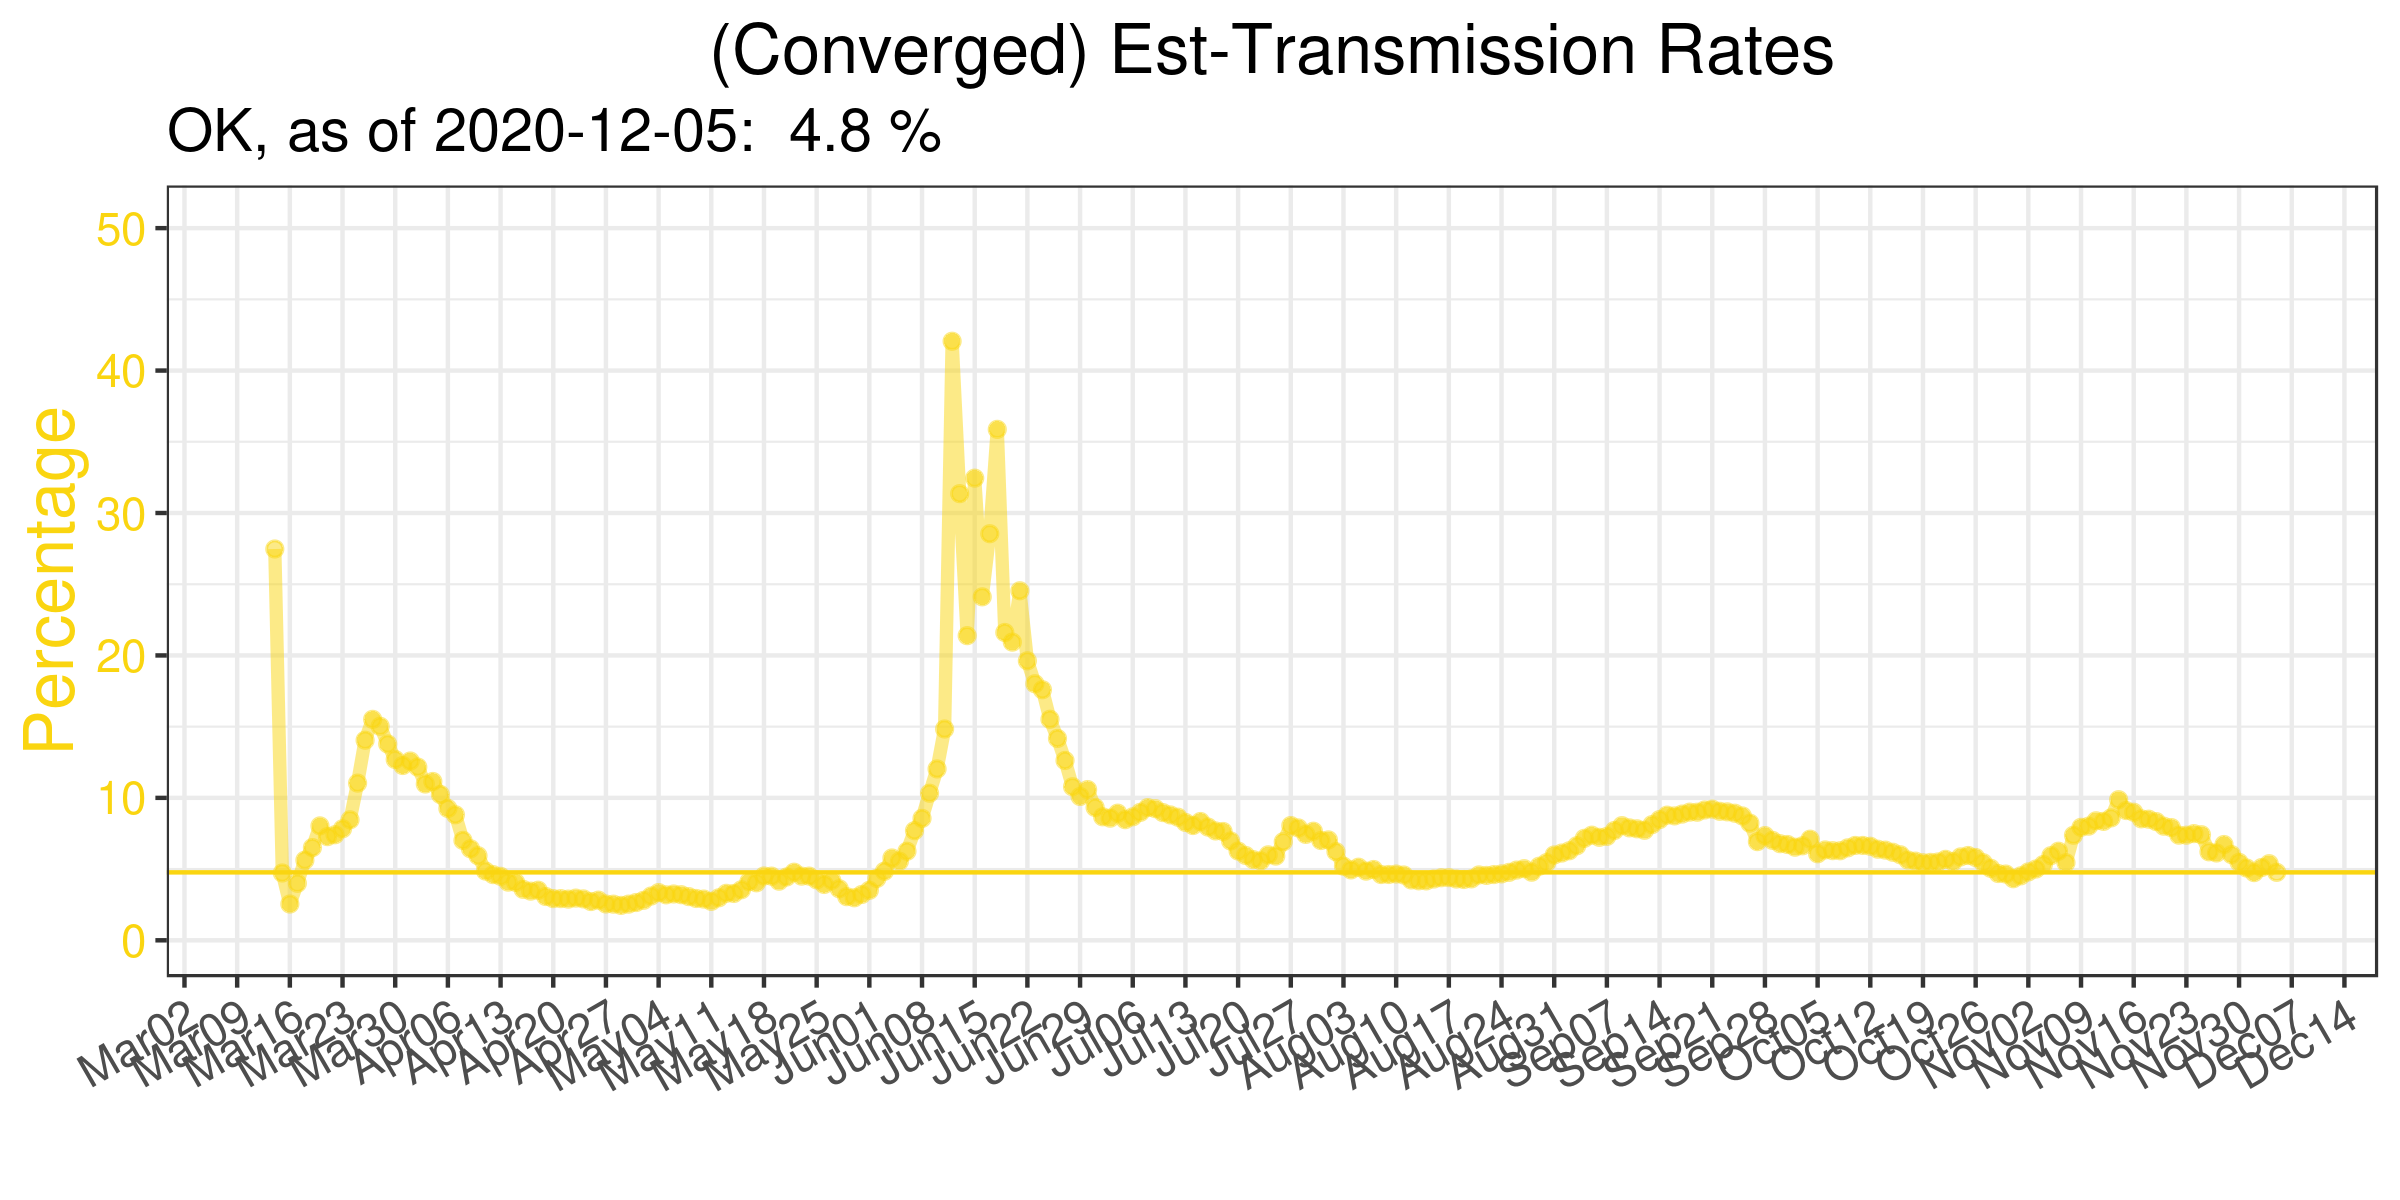 (Converged) Est-Transmission Rates
OK, as of 2020-12-05:  4.8 %
Percentage
50
40
30
20
10
0
Mar02
Mar09
Mar16
Mar23
Mar30
Apr06
Apr13
Apr20
Apr27
May04
May11
May18
May25
Jun01
Jun08
Jun15
Jun22
Jun29
Jul06
Jul13
Jul20
Jul27
Aug03
Aug10
Aug17
Aug24
Aug31
Sep07
Sep14
Sep21
Sep28
Oct05
Oct12
Oct19
Oct26
Nov02
Nov09
Nov16
Nov23
Nov30
Dec07
Dec14